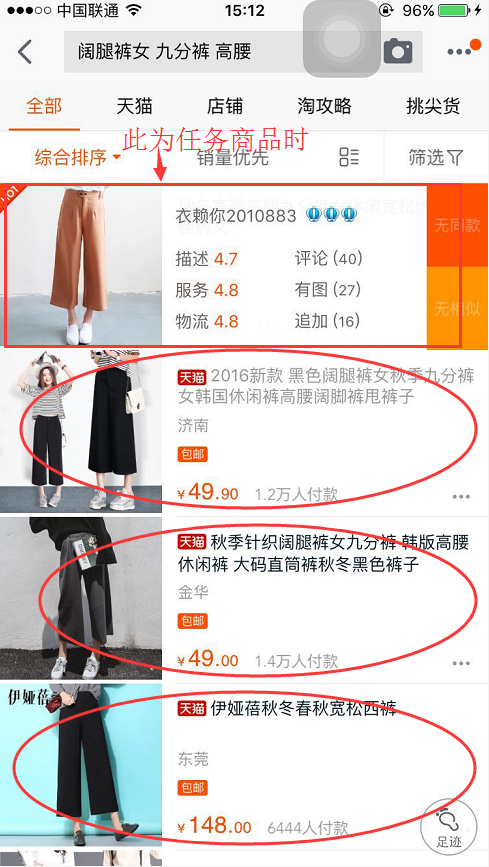 中国联通 15:12 96%
阔腿裤女 九分裤 高腰
全部 天猫 店铺 淘攻略 挑尖货
此为任务商品时
综合排序 销量优先 筛选
衣赖你2010883
无同款
描述 4.7 评论 (40)
服务 4.8 有图 (27)
无相似
物流 4.8 追加 (16)
天猫 2016新款 黑色阔腿裤女秋季九分裤
女韩国休闲裤高腰阔脚裤甩裤子
济南
包邮
¥49.90 1.2万人付款
天猫 秋季针织阔腿裤女九分裤 韩版高腰
休闲裤 大码直筒裤秋冬黑色裤子
金华
包邮
¥49.00 1.4万人付款
伊娅蓓
天猫 伊娅蓓秋冬春秋宽松西裤
东莞
包邮
¥148.00 6444人付款
足迹